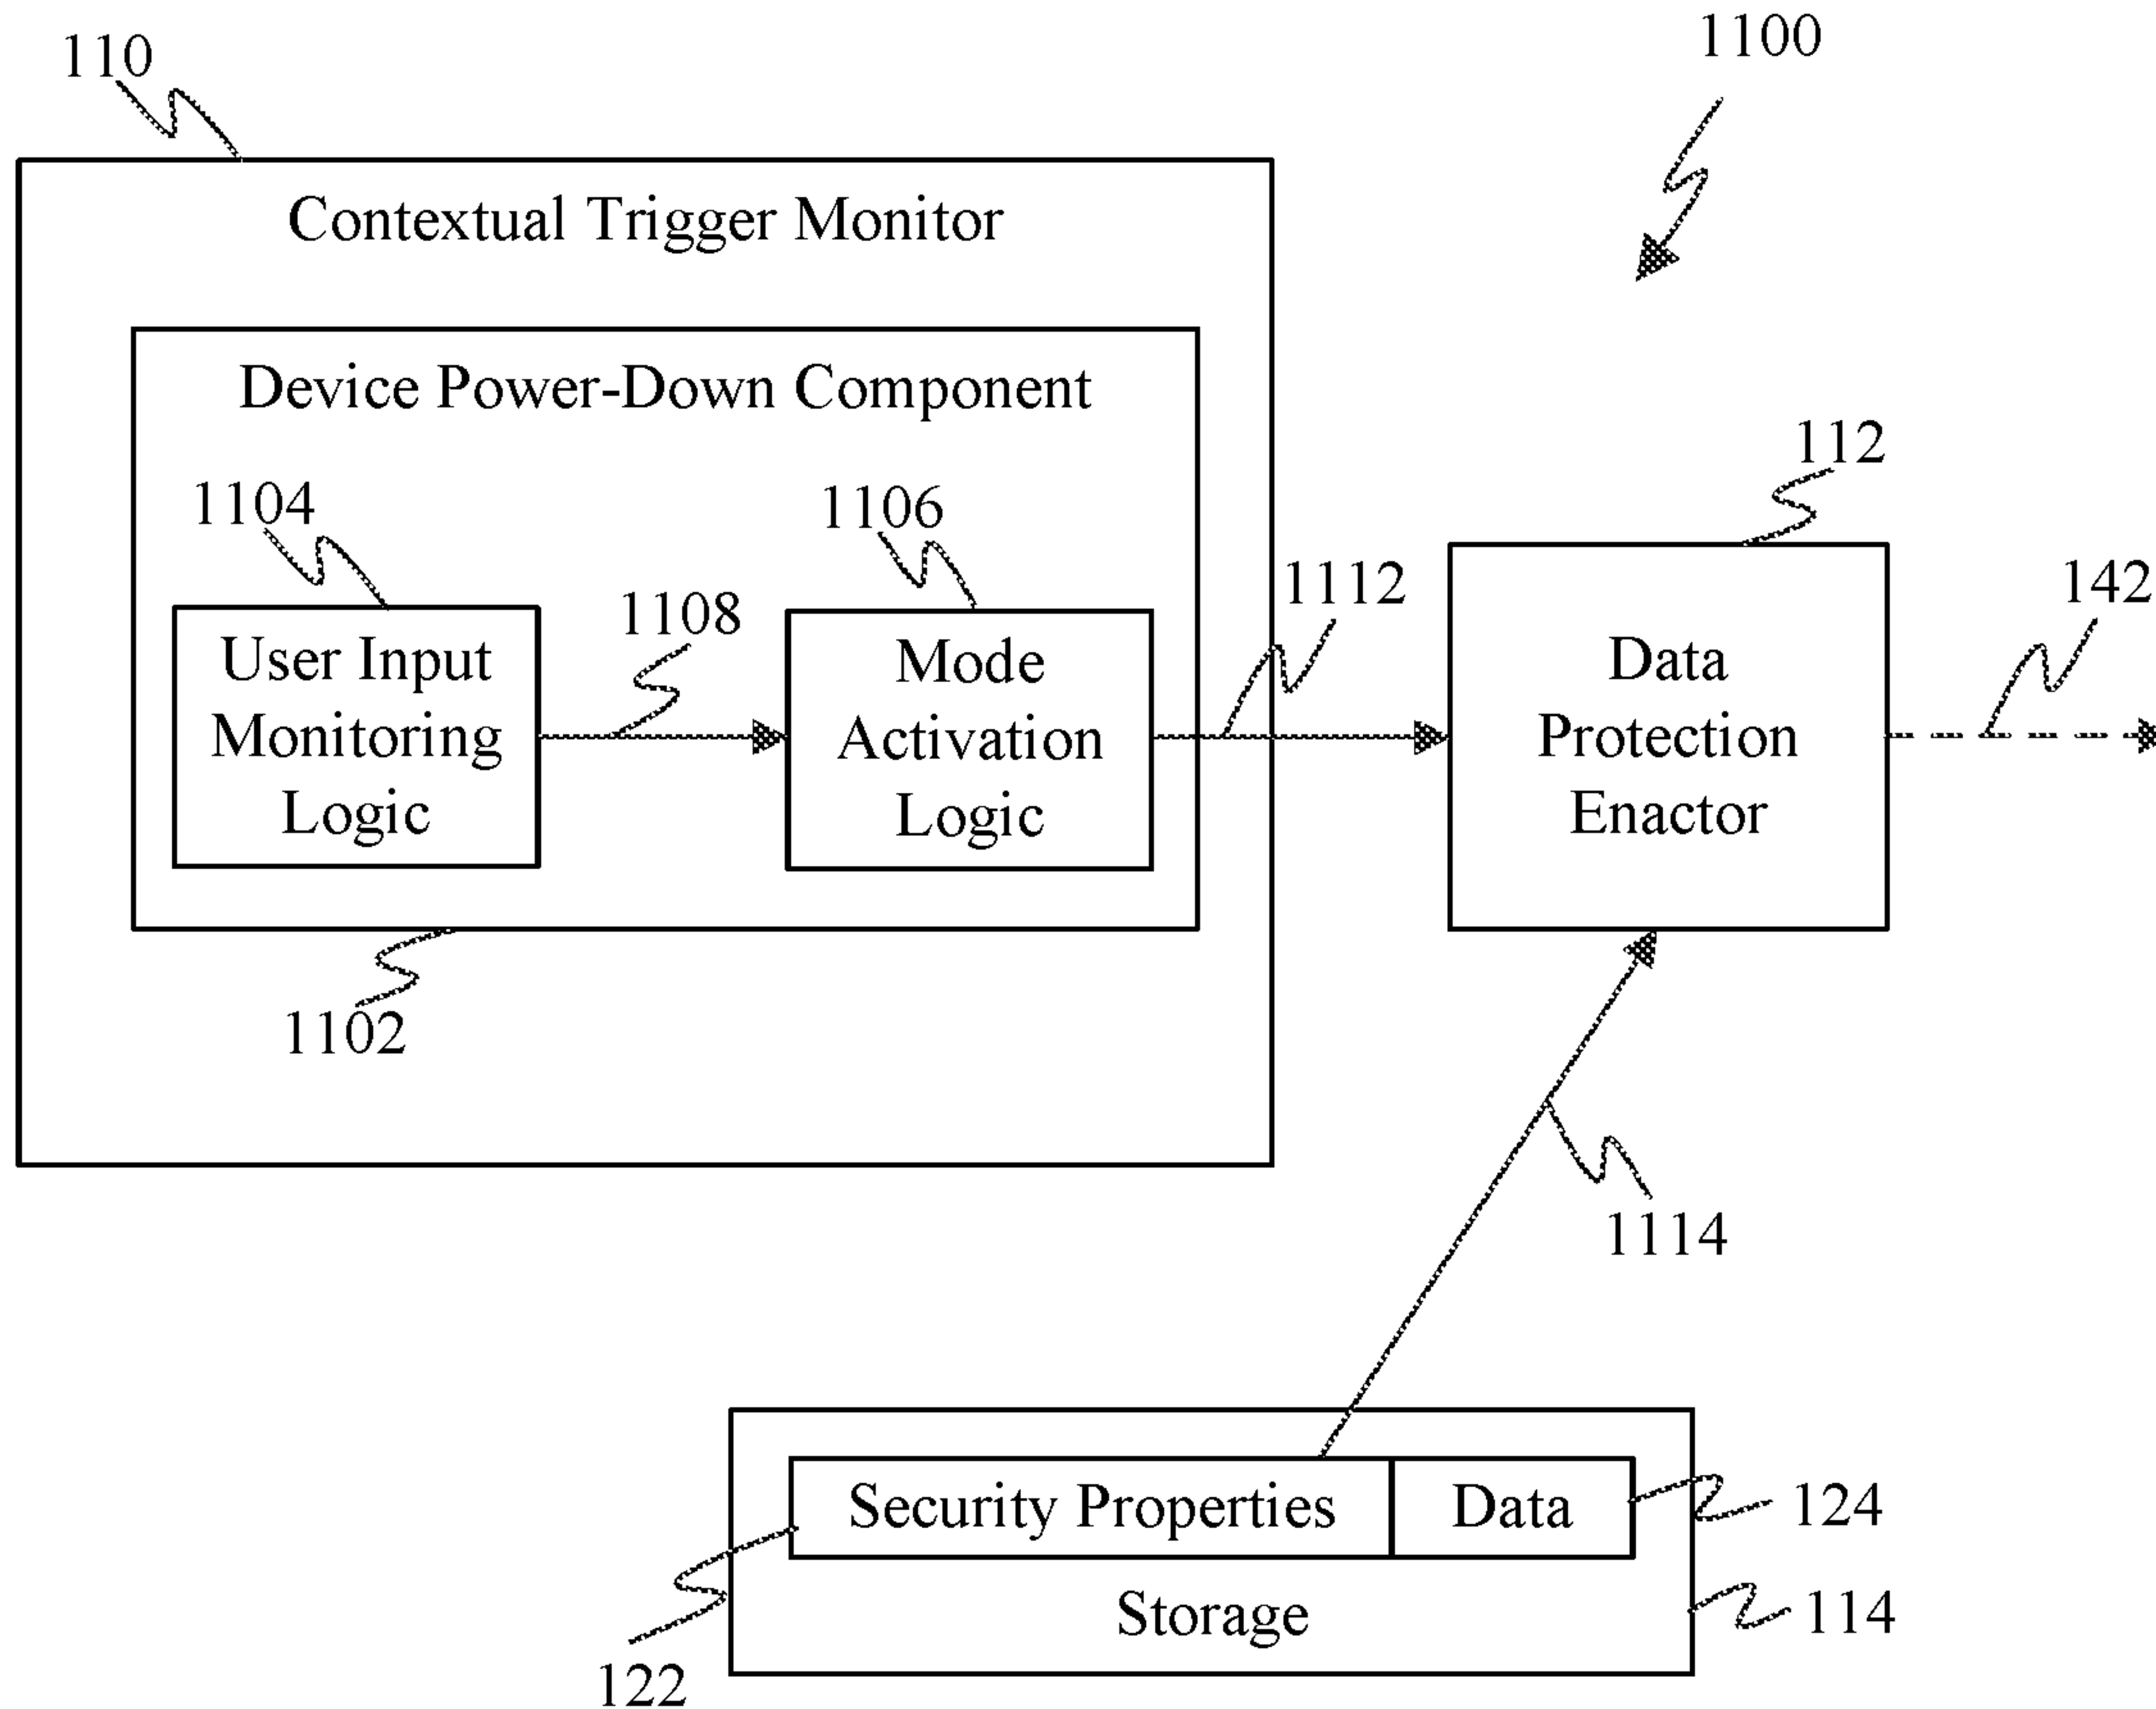 110
1100
Contextual Trigger Monitor
Device Power-Down Component
112
1104
1106
1112
142
1108
User Input
Monitoring
Logic
Mode
Activation
Logic
Data
Protection
Enactor
1102
1114
Security Properties
Data
124
Storage
114
122